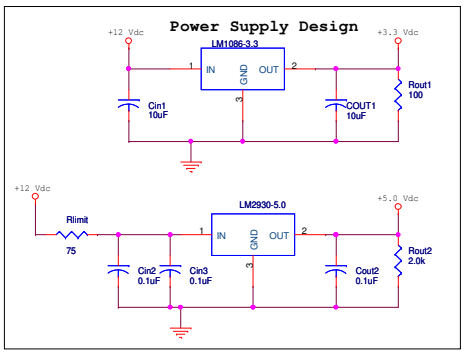 Power Supply Design
+12 Vdc
+3.3 Vdc
LM1086-3.3
1
IN
OUT
2
GND
3
Cin1
10uF
COUT1
10uF
Rout1
100
+12 Vdc
+5.0 Vdc
Rlimit
75
LM2930-5.0
1
IN
OUT
2
GND
3
Cin2
0.1uF
Cin3
0.1uF
Cout2
0.1uF
Rout2
2.0k